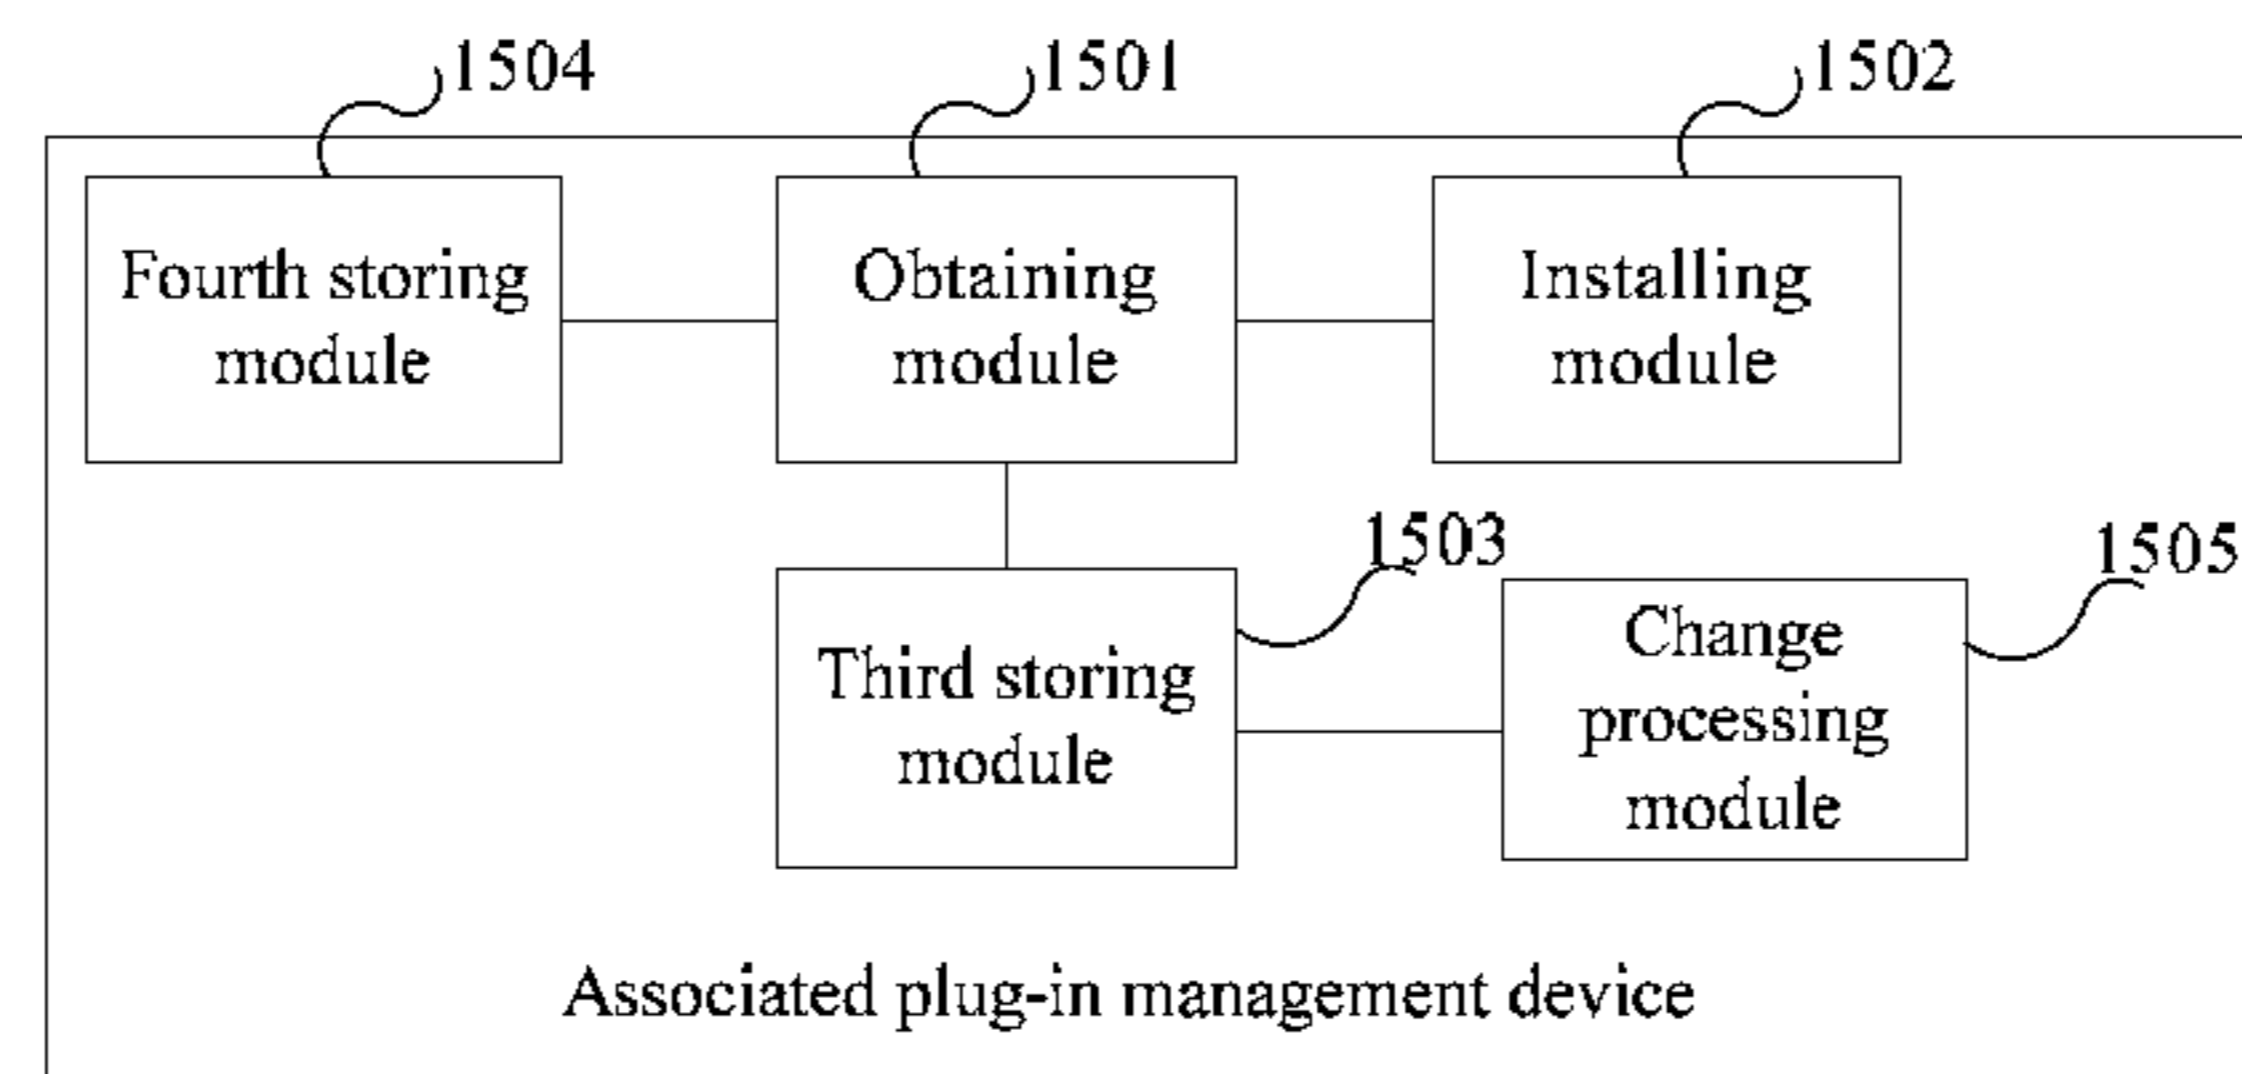 1504
1501
1502
Fourth storing
module
Obtaining
module
Installing
module
1503
1505
Third storing
module
Change
processing
module
Associated plug-in management device